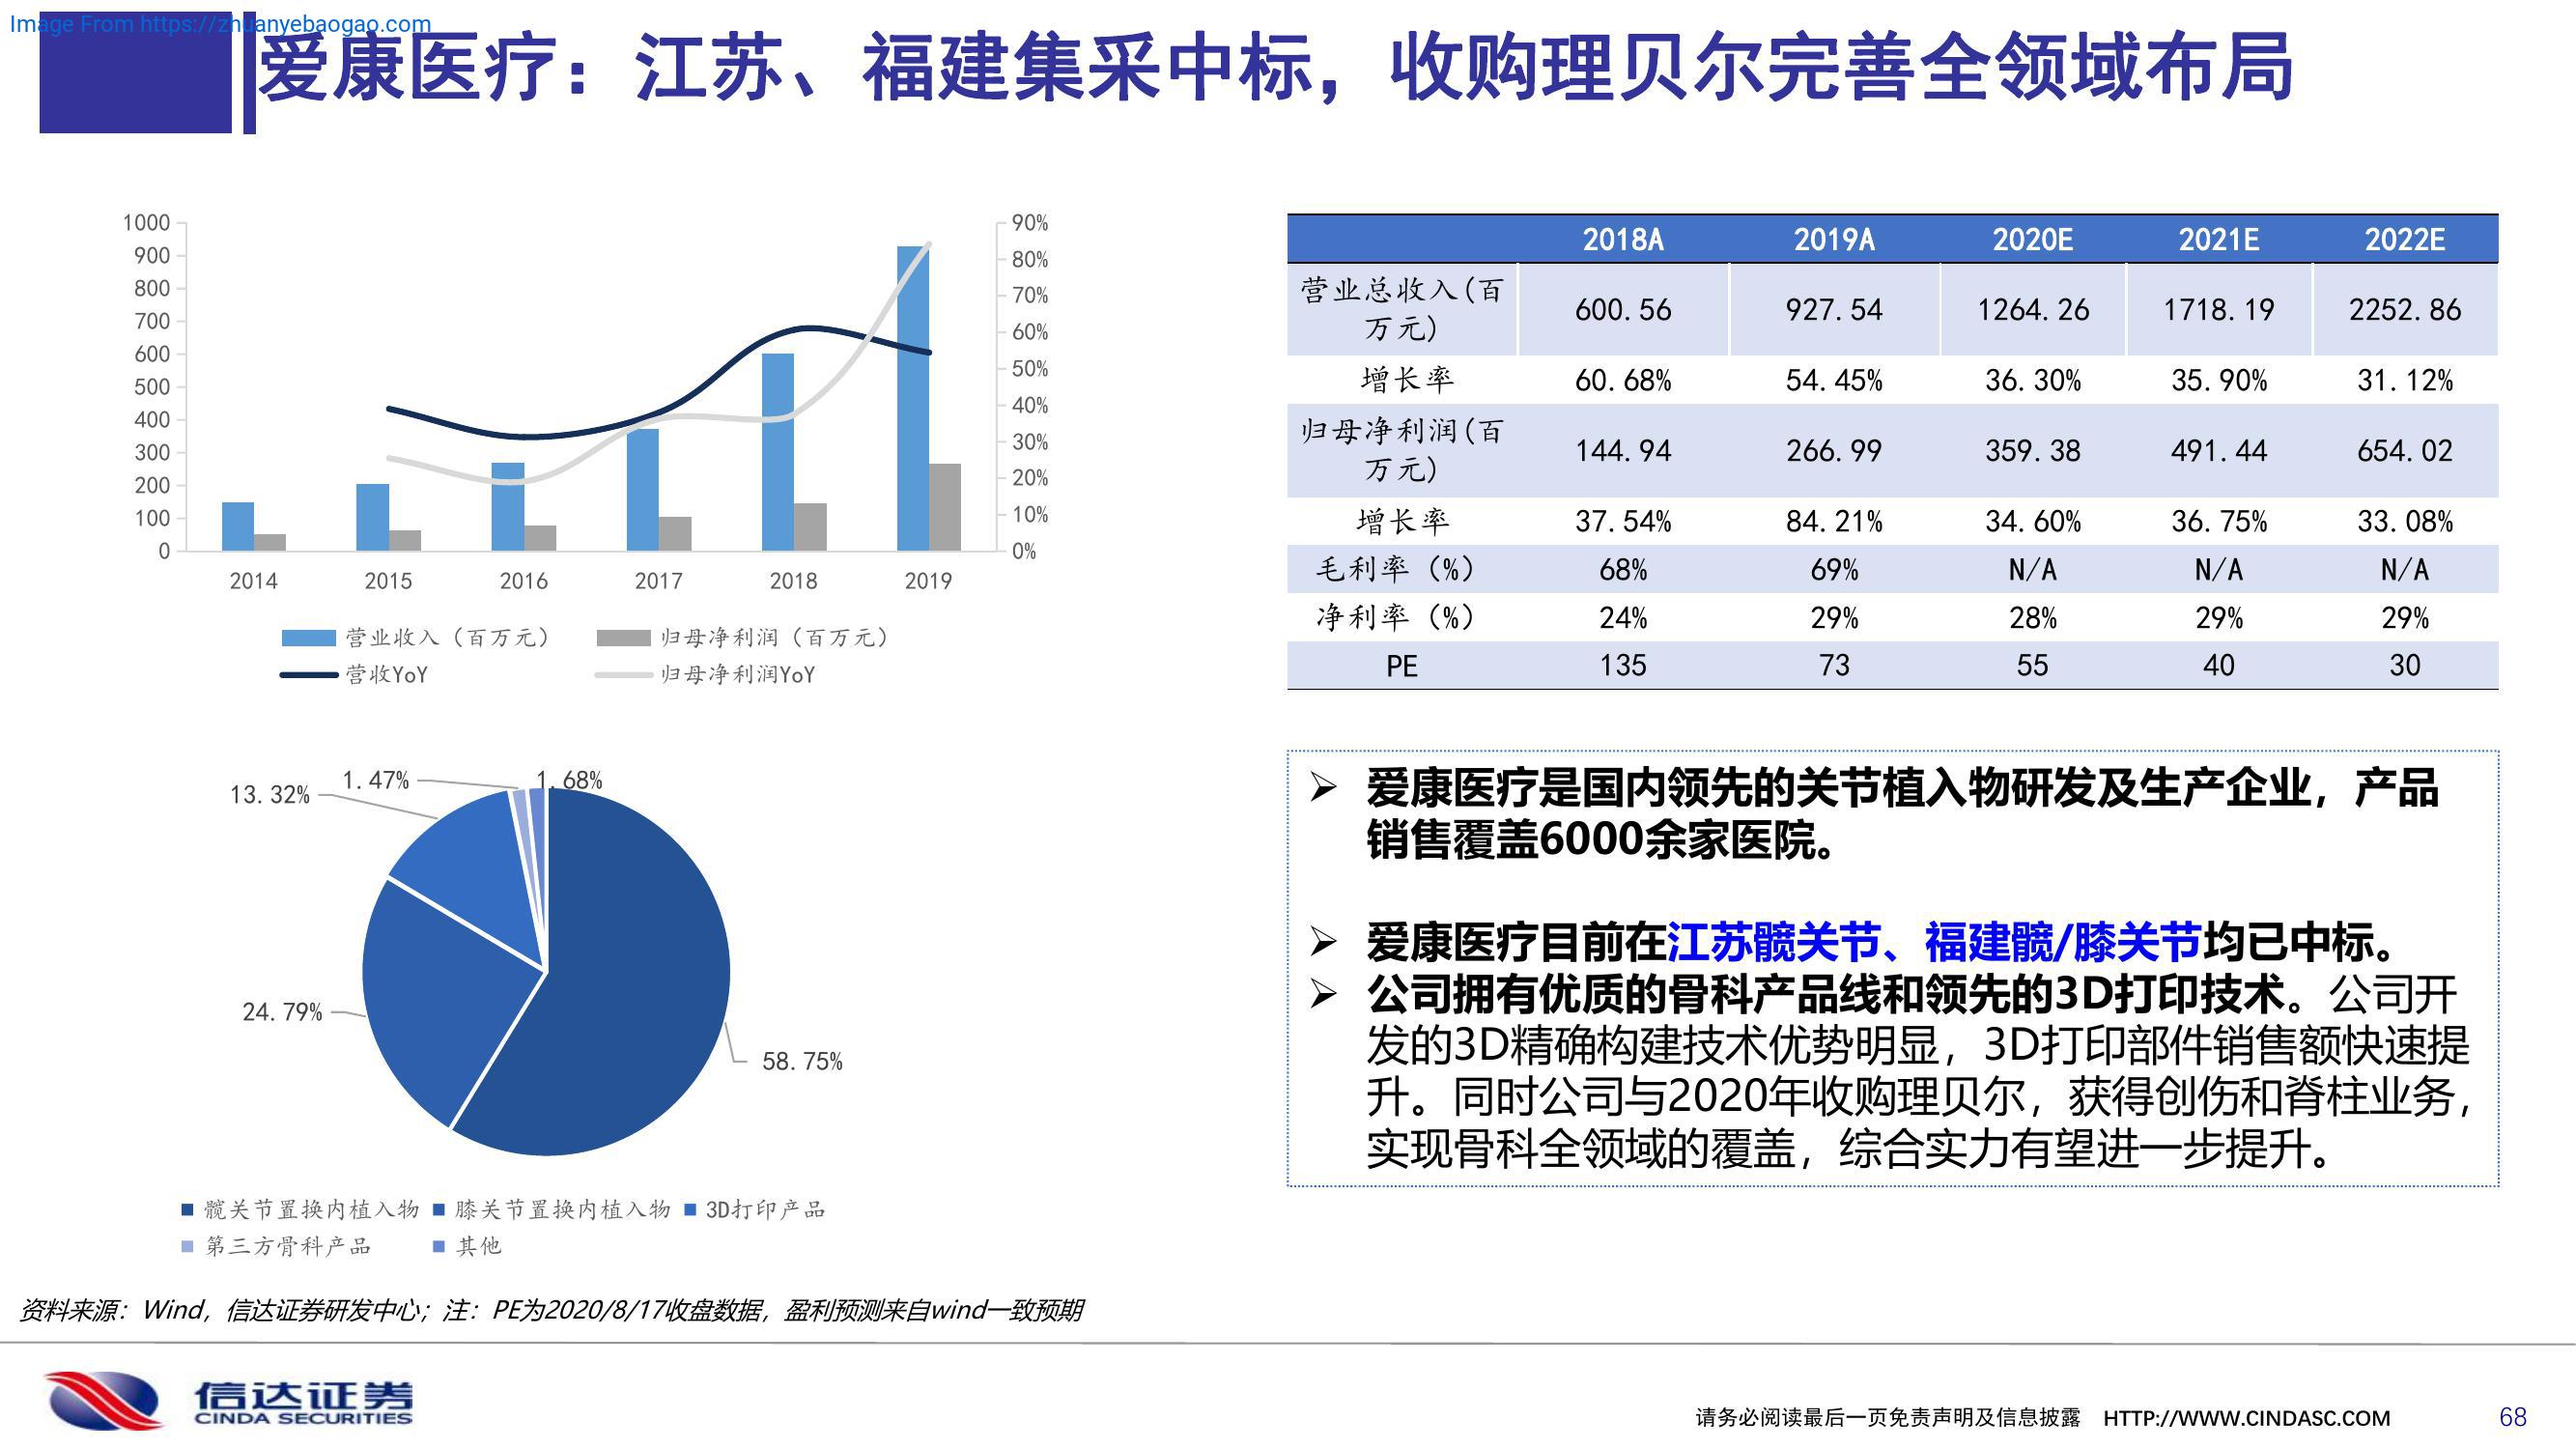 Image From https://zhuanyebaogao.com
爱康医疗：江苏、福建集采中标，收购理贝尔完善全领域布局
1000
900
800
700
600
500
400
300
200
100
0
90%
80%
70%
60%
50%
40%
30%
20%
10%
0%
2014 2015 2016 2017 2018 2019
营业收入（百万元） 归母净利润（百万元）
营收YoY 归母净利润YoY
2018A 2019A 2020E 2021E 2022E
营业总收入(百万元) 600.56 927.54 1264.26 1718.19 2252.86
增长率 60.68% 54.45% 36.30% 35.90% 31.12%
归母净利润(百万元) 144.94 266.99 359.38 491.44 654.02
增长率 37.54% 84.21% 34.60% 36.75% 33.08%
毛利率（%） 68% 69% N/A N/A N/A
净利率（%） 24% 29% 28% 29% 29%
PE 135 73 55 40 30
1.47% 1.68%
13.32%
24.79%
58.75%
髋关节置换内植入物 膝关节置换内植入物 3D打印产品
第三方骨科产品 其他
➢ 爱康医疗是国内领先的关节植入物研发及生产企业，产品
销售覆盖6000余家医院。
➢ 爱康医疗目前在江苏髋关节、福建髋/膝关节均已中标。
➢ 公司拥有优质的骨科产品线和领先的3D打印技术。公司开
发的3D精确构建技术优势明显，3D打印部件销售额快速提
升。同时公司与2020年收购理贝尔，获得创伤和脊柱业务，
实现骨科全领域的覆盖，综合实力有望进一步提升。
资料来源：Wind，信达证券研发中心；注：PE为2020/8/17收盘数据，盈利预测来自wind一致预期
信达证券
CINDA SECURITIES
请务必阅读最后一页免责声明及信息披露 HTTP://WWW.CINDASC.COM 68